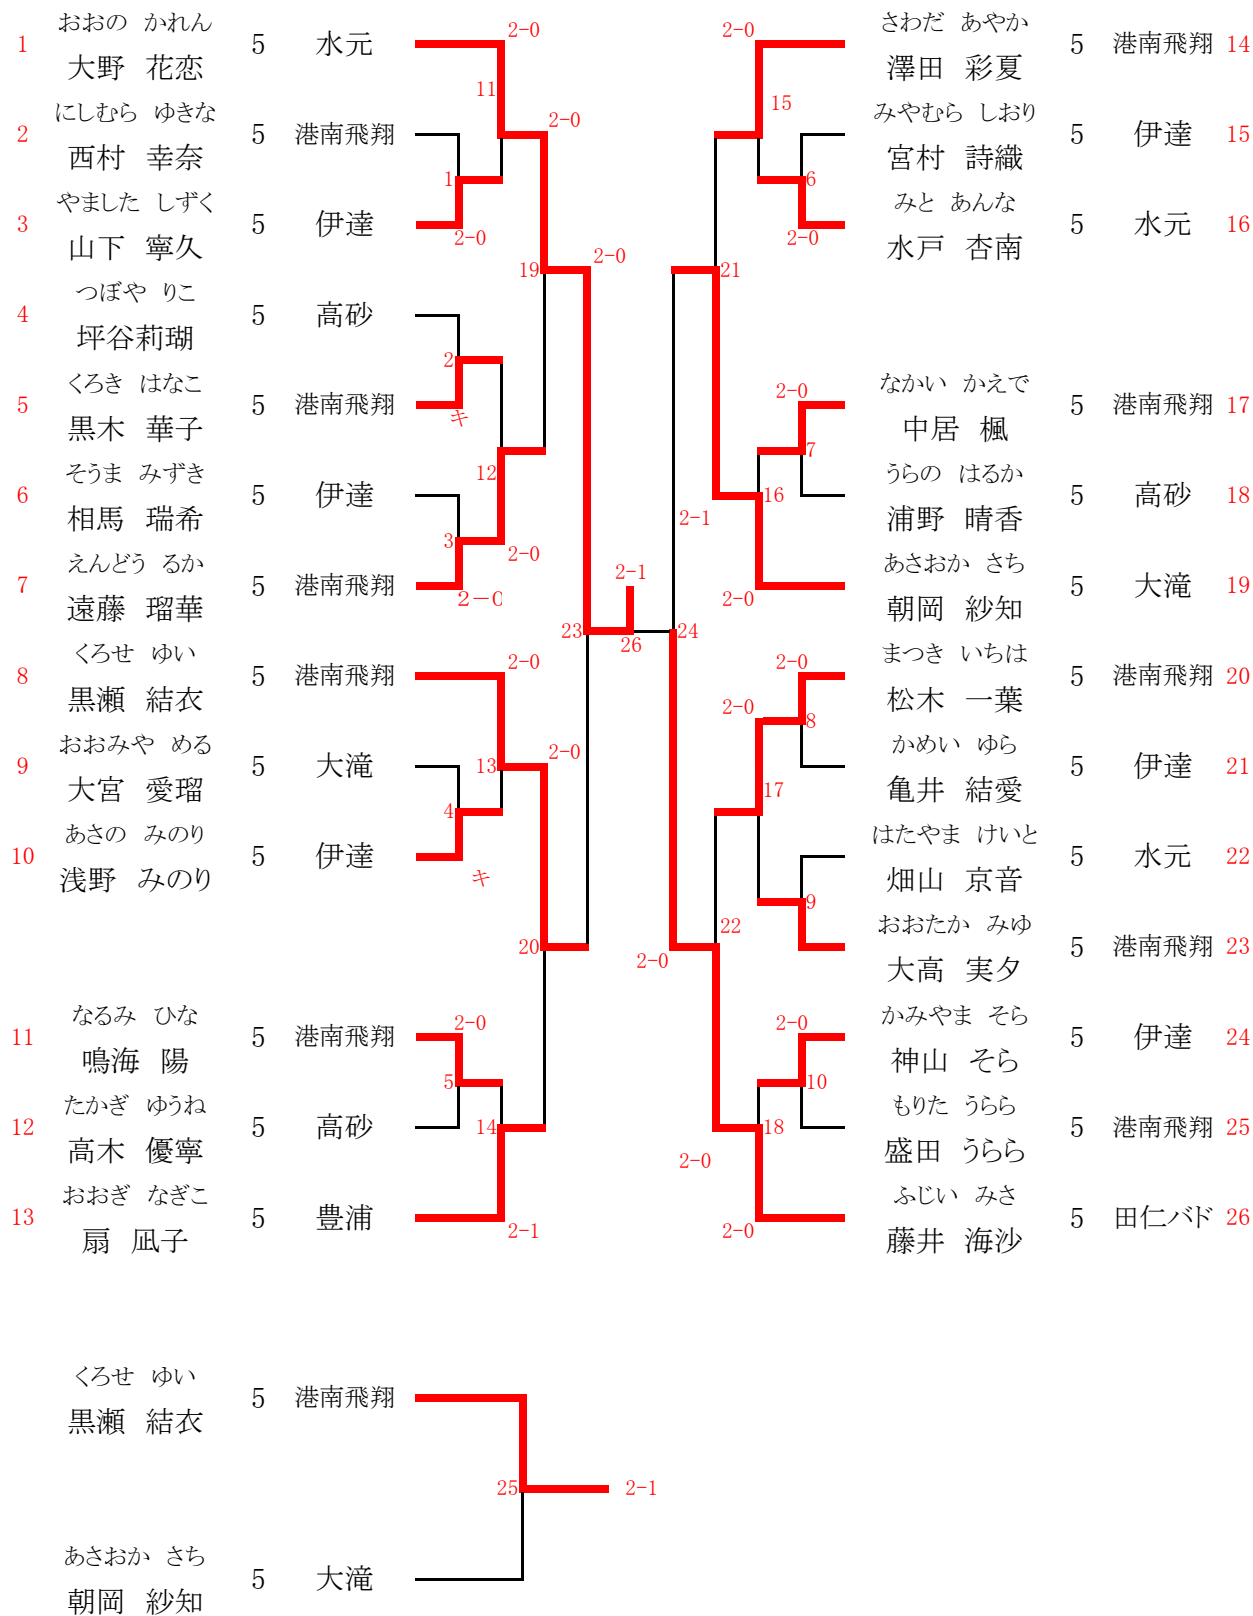 おおの かれん
1 大野 花恋 5 水元
にしむら ゆきな
2 西村 幸奈 5 港南飛翔
やました しずく
3 山下 寧久 5 伊達
つぼや りこ
4 坪谷莉瑚 5 高砂
くろき はなこ
5 黒木 華子 5 港南飛翔
そうま みずき
6 相馬 瑞希 5 伊達
えんどう るか
7 遠藤 瑠華 5 港南飛翔
くろせ ゆい
8 黒瀬 結衣 5 港南飛翔
おおみや める
9 大宮 愛瑠 5 大滝
あさの みのり
10 浅野 みのり 5 伊達
なるみ ひな
11 鳴海 陽 5 港南飛翔
たかぎ ゆうね
12 高木 優寧 5 高砂
おおぎ なぎこ
13 扇 凪子 5 豊浦
2-0
11
2-0
1
2-0
19
2-0
2
キ
12
3
2-0
2-0
23
2-0
13
2-0
4
キ
20
2-0
5
14
2-1
2-1
26
さわだ あやか
澤田 彩夏 5 港南飛翔 14
みやむら しおり
宮村 詩織 5 伊達 15
みと あんな
水戸 杏南 5 水元 16
なかい かえで
中居 楓 5 港南飛翔 17
うらの はるか
浦野 晴香 5 高砂 18
あさおか さち
朝岡 紗知 5 大滝 19
まつき いちは
松木 一葉 5 港南飛翔 20
かめい ゆら
亀井 結愛 5 伊達 21
はたやま けいと
畑山 京音 5 水元 22
おおたか みゆ
大高 実夕 5 港南飛翔 23
かみやま そら
神山 そら 5 伊達 24
もりた うらら
盛田 うらら 5 港南飛翔 25
ふじい みさ
藤井 海沙 5 田仁バド 26
2-0
15
6
2-0
21
2-0
7
16
2-1
2-0
24
2-0
2-0
8
17
9
22
2-0
2-0
10
18
2-0
2-0
くろせ ゆい
黒瀬 結衣 5 港南飛翔
25
2-1
あさおか さち
朝岡 紗知 5 大滝